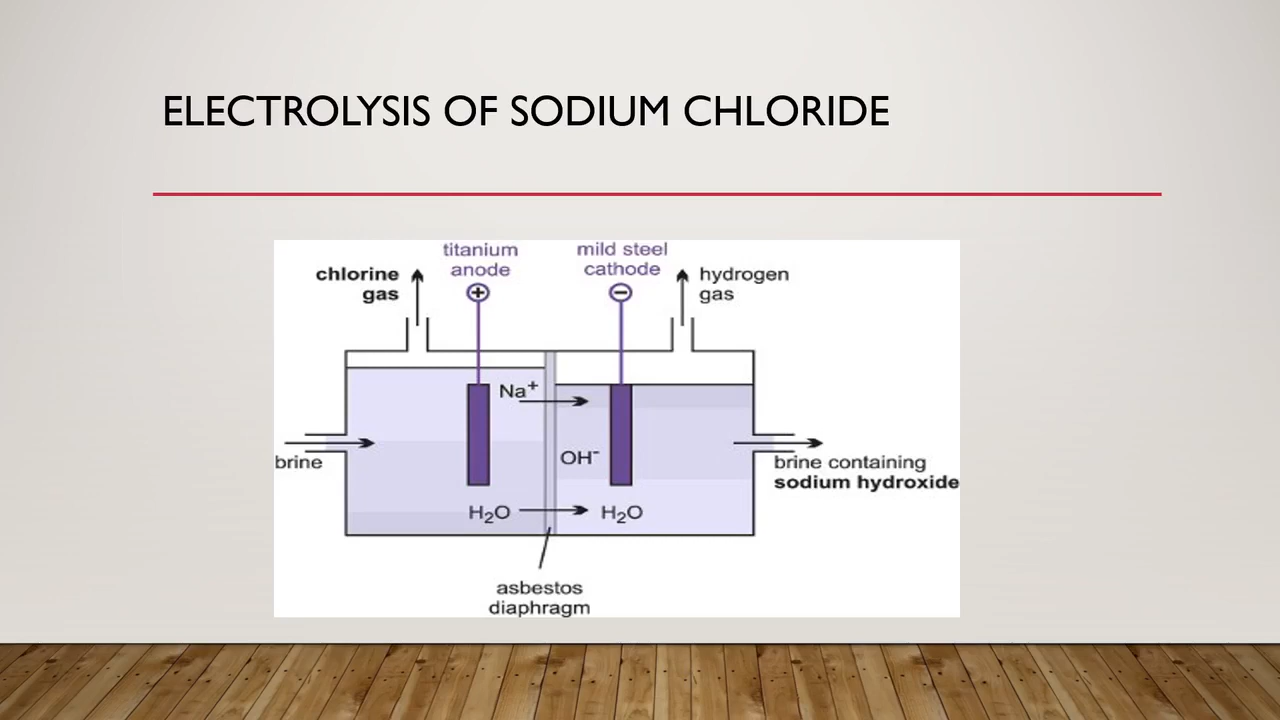 ELECTROLYSIS OF SODIUM CHLORIDE
titanium
anode
mild steel
cathode
chlorine
gas
hydrogen
gas
+
−
Na⁺
OH⁻
brine
brine containing
sodium hydroxide
H₂O
H₂O
asbestos
diaphragm